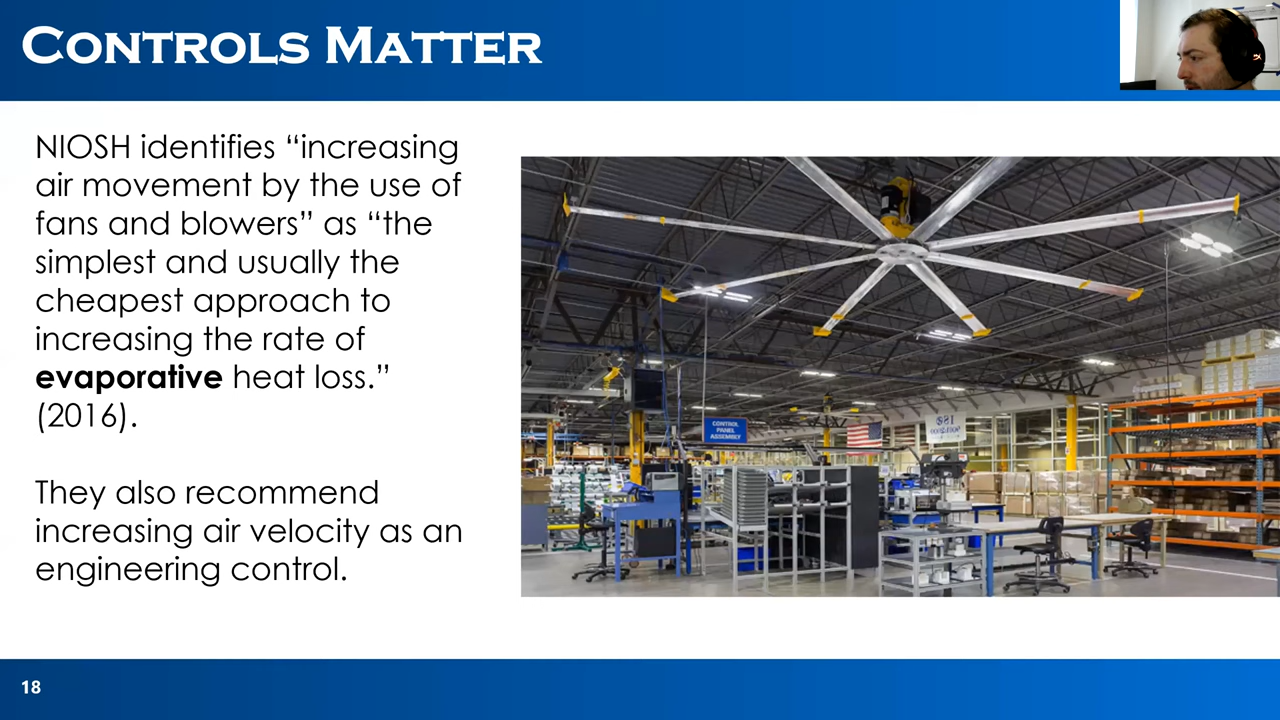 Controls Matter
NIOSH identifies “increasing
air movement by the use of
fans and blowers” as “the
simplest and usually the
cheapest approach to
increasing the rate of
evaporative heat loss.”
(2016).
They also recommend
increasing air velocity as an
engineering control.
CONTROL
PANEL
ASSEMBLY
18